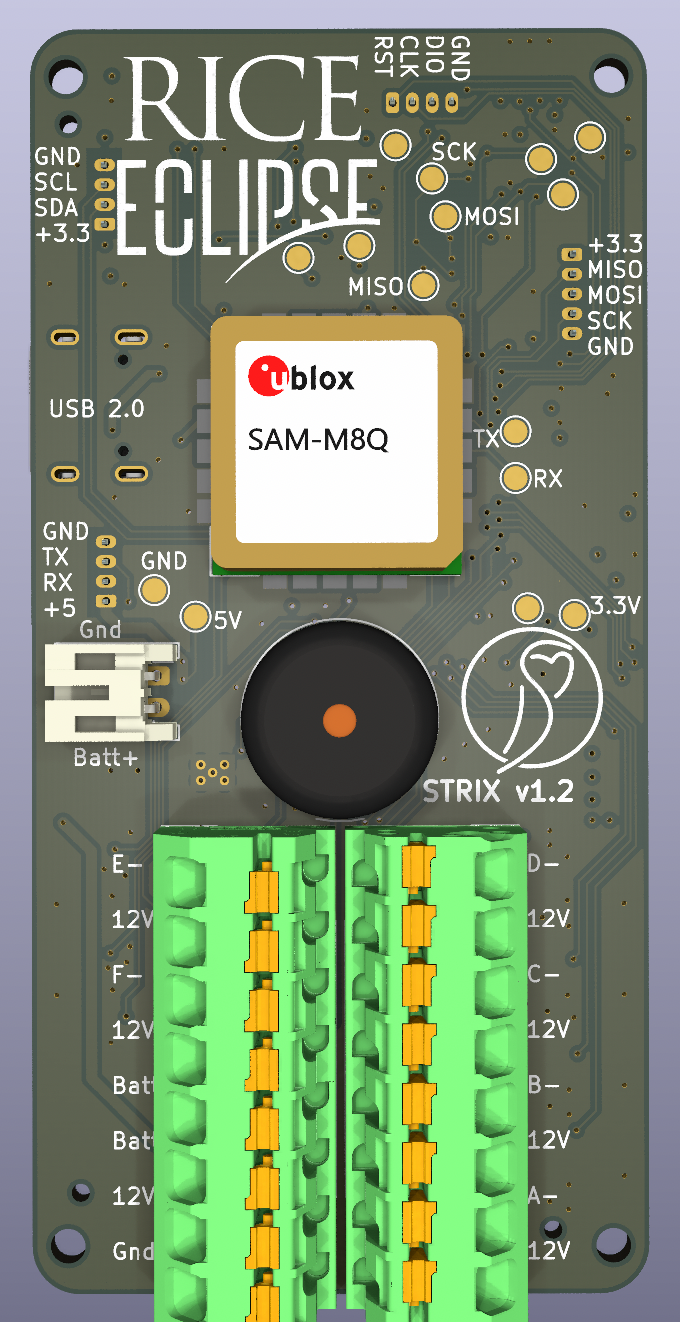 RICE
ECLIPSE
RST
CLK
DIO
GND
GND
SCL
SDA
+3.3
SCK
MOSI
MISO
+3.3
MISO
MOSI
SCK
GND
ublox
SAM-M8Q
USB 2.0
TX
RX
GND
TX
RX
+5
GND
5V
3.3V
Gnd
Batt+
STRIX v1.2
E-
12V
F-
12V
Bat
Bat
12V
Gnd
D-
12V
C-
12V
B-
12V
A-
12V